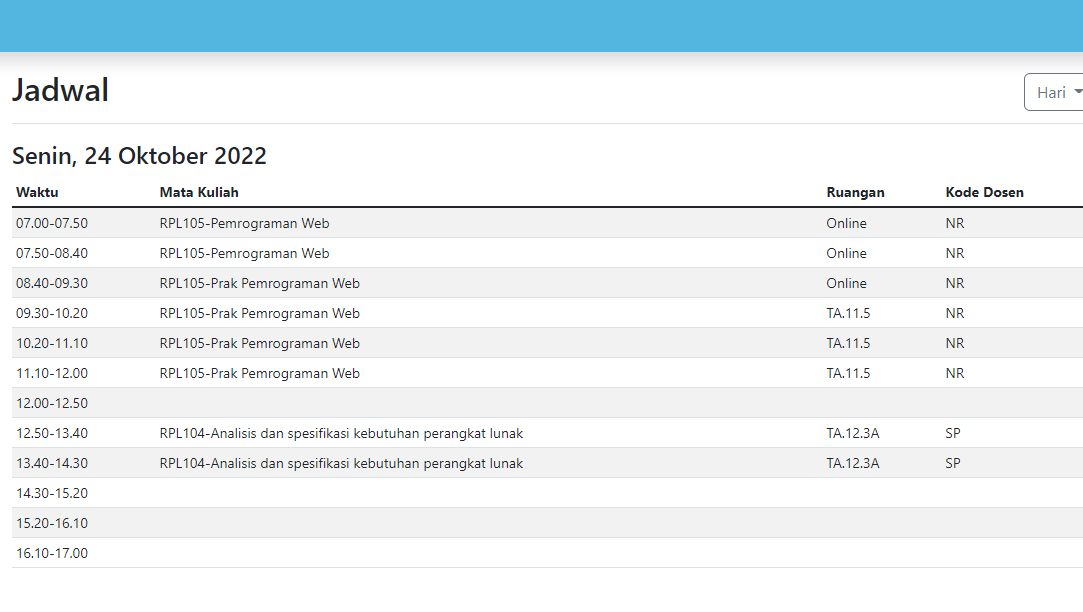 Jadwal
Hari
Senin, 24 Oktober 2022
Waktu Mata Kuliah Ruangan Kode Dosen
07.00-07.50 RPL105-Pemrograman Web Online NR
07.50-08.40 RPL105-Pemrograman Web Online NR
08.40-09.30 RPL105-Prak Pemrograman Web Online NR
09.30-10.20 RPL105-Prak Pemrograman Web TA.11.5 NR
10.20-11.10 RPL105-Prak Pemrograman Web TA.11.5 NR
11.10-12.00 RPL105-Prak Pemrograman Web TA.11.5 NR
12.00-12.50
12.50-13.40 RPL104-Analisis dan spesifikasi kebutuhan perangkat lunak TA.12.3A SP
13.40-14.30 RPL104-Analisis dan spesifikasi kebutuhan perangkat lunak TA.12.3A SP
14.30-15.20
15.20-16.10
16.10-17.00